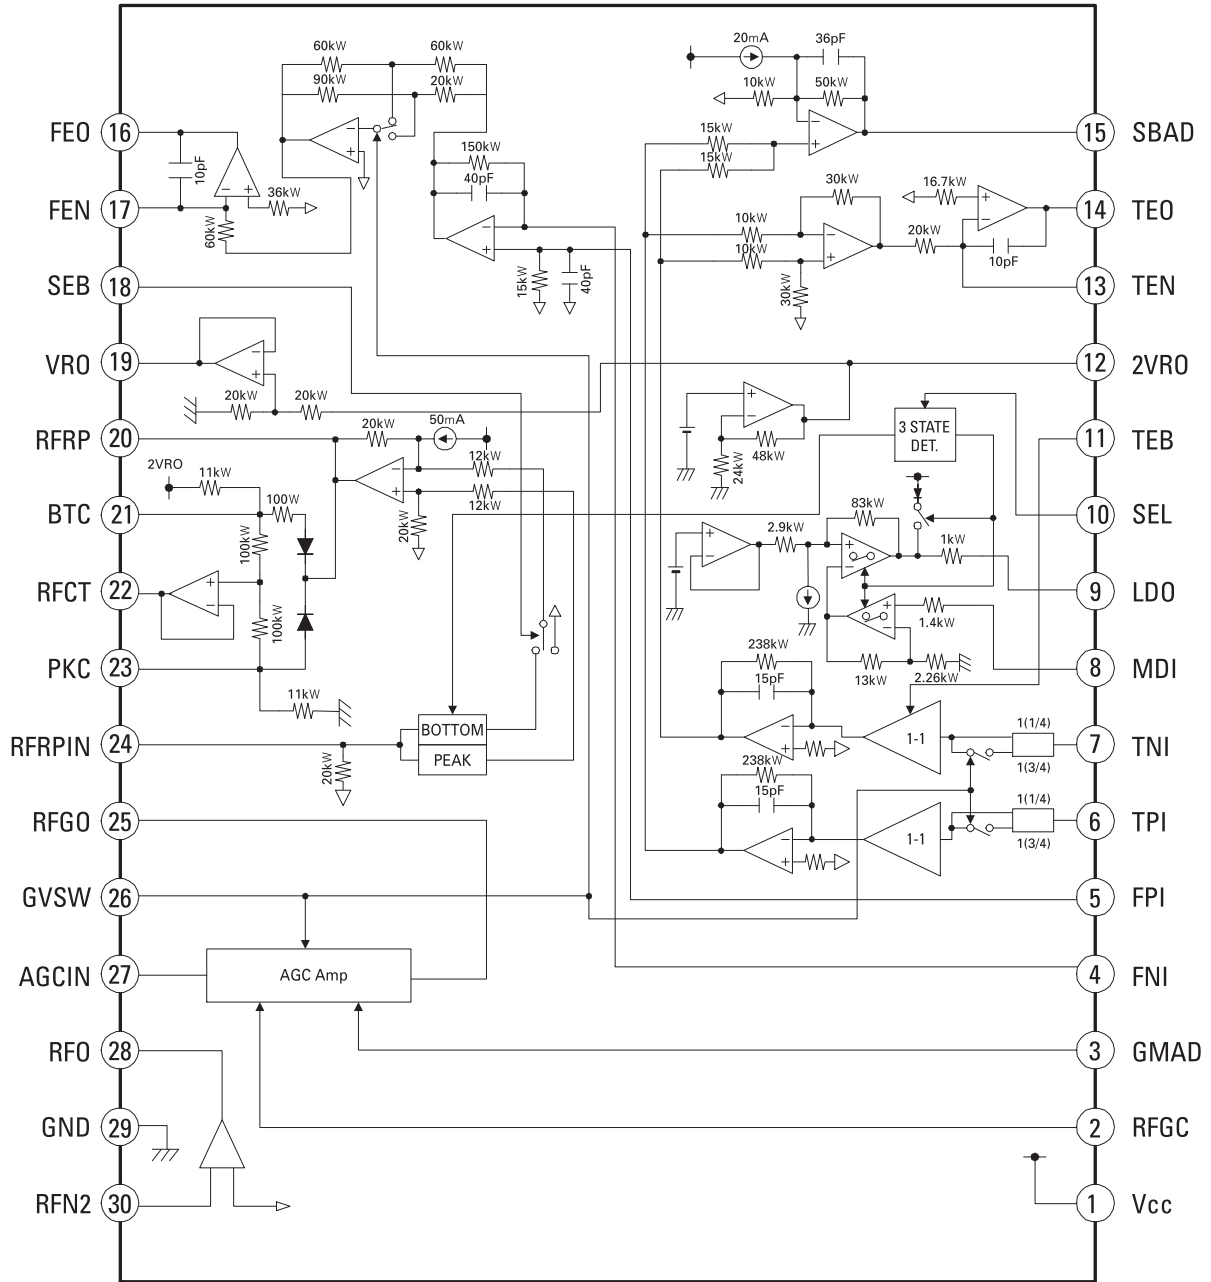 60kW 60kW
90kW 20kW
20mA 36pF
10kW 50kW
FEO 16
10pF
36kW
150kW
40pF
15kW
15kW
15 SBAD
FEN 17
60kW
30kW
16.7kW
10kW
10kW
20kW
10pF
14 TEO
15kW 40pF
30kW
SEB 18
13 TEN
VRO 19
20kW 20kW
12 2VRO
RFRP 20
20kW 50mA
12kW
12kW
48kW
24kW
3 STATE
DET.
11 TEB
2VRO 11kW
BTC 21
100W
100kW
20kW
83kW
2.9kW
1kW
10 SEL
RFCT 22
100kW
1.4kW
9 LDO
PKC 23
11kW
13kW 2.26kW
8 MDI
238kW
15pF
RFRPIN 24
20kW
BOTTOM
PEAK
1-1
1(1/4)
1(3/4)
7 TNI
238kW
15pF
RFGO 25
1-1
1(1/4)
1(3/4)
6 TPI
GVSW 26
5 FPI
AGCIN 27
AGC Amp
4 FNI
RFO 28
3 GMAD
GND 29
2 RFGC
RFN2 30
1 Vcc